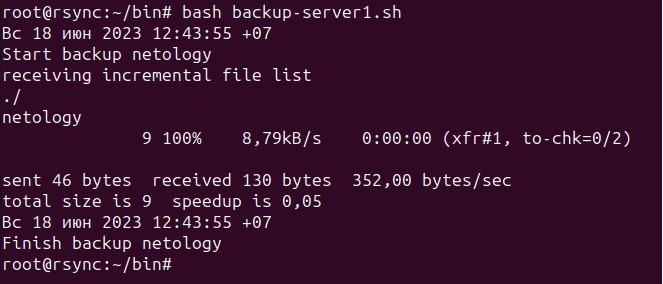 root@rsync:~/bin# bash backup-server1.sh
Вс 18 июн 2023 12:43:55 +07
Start backup netology
receiving incremental file list
./
netology
              9 100%    8,79kB/s    0:00:00 (xfr#1, to-chk=0/2)

sent 46 bytes  received 130 bytes  352,00 bytes/sec
total size is 9  speedup is 0,05
Вс 18 июн 2023 12:43:55 +07
Finish backup netology
root@rsync:~/bin#